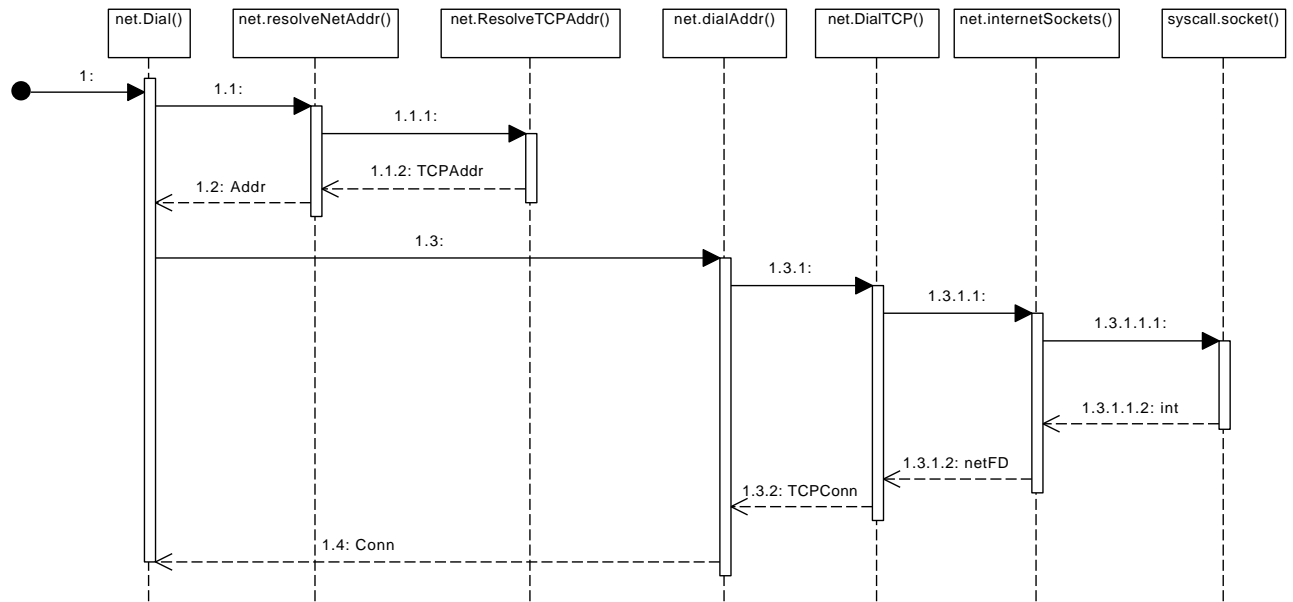 net.Dial()
net.resolveNetAddr()
net.ResolveTCPAddr()
net.dialAddr()
net.DialTCP()
net.internetSockets()
syscall.socket()
1:
1.1:
1.1.1:
1.1.2: TCPAddr
1.2: Addr
1.3:
1.3.1:
1.3.1.1:
1.3.1.1.1:
1.3.1.1.2: int
1.3.1.2: netFD
1.3.2: TCPConn
1.4: Conn